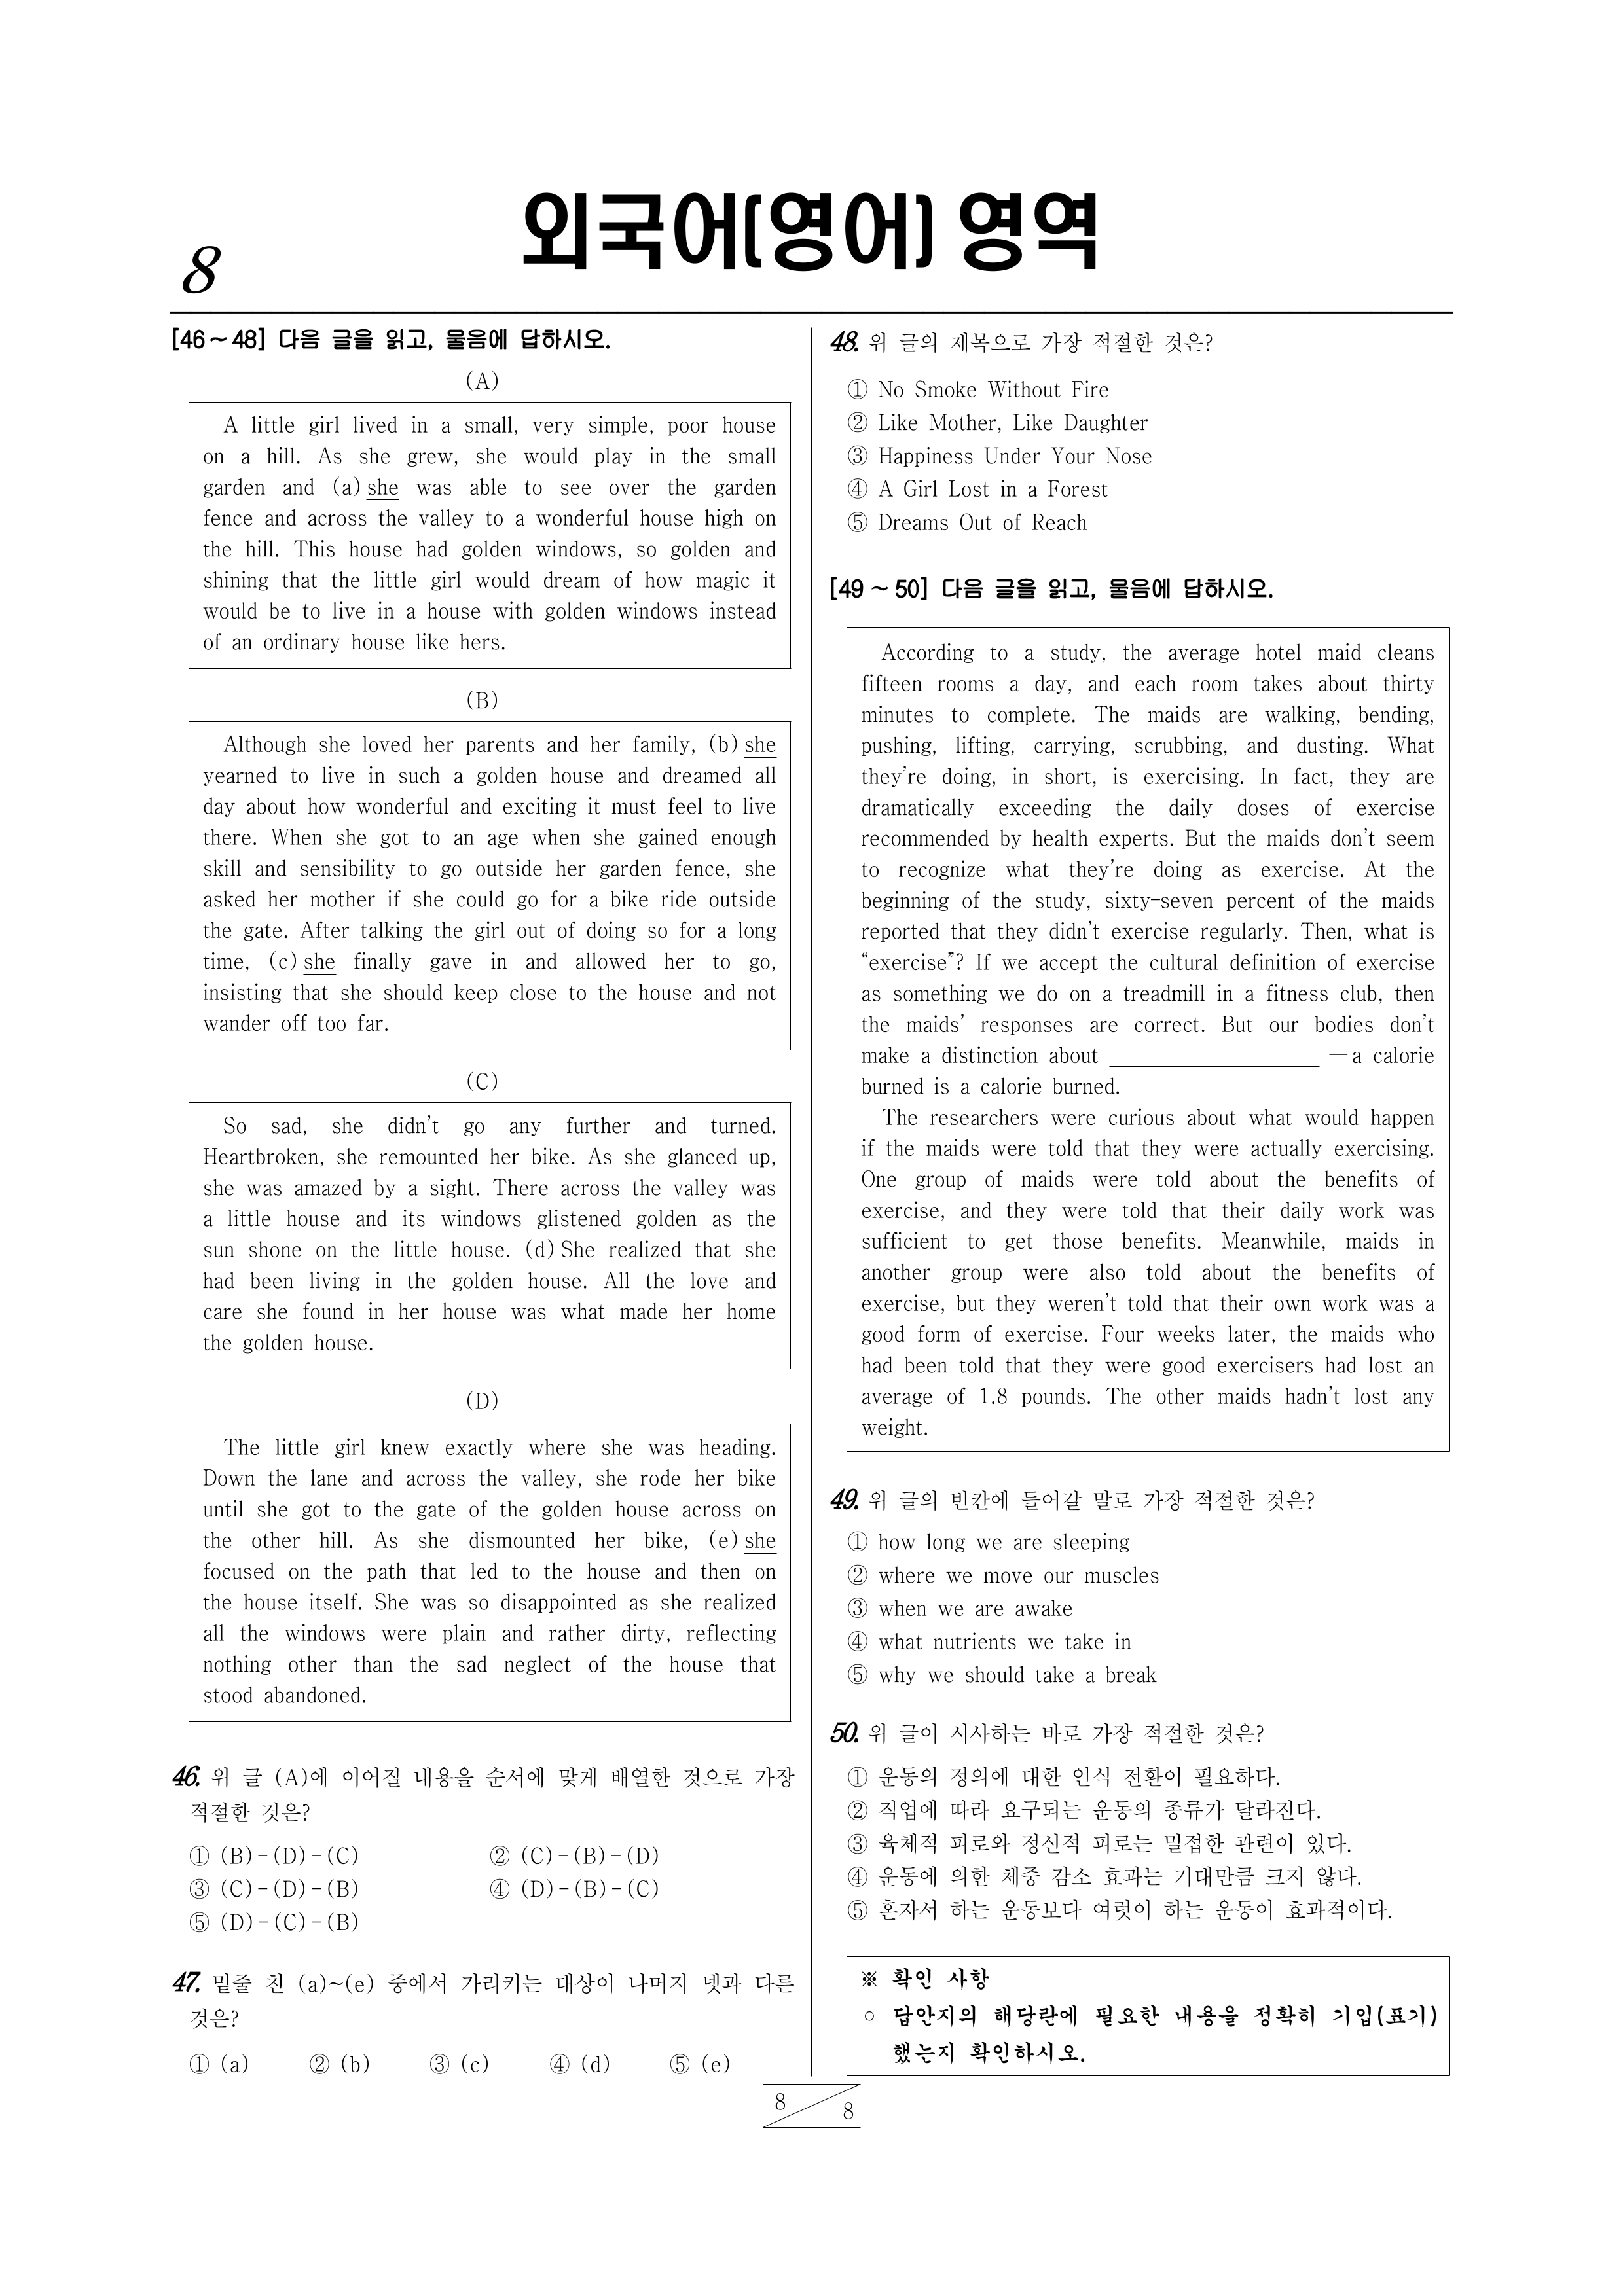 8
외국어(영어) 영역
[46~48] 다음 글을 읽고, 물음에 답하시오.
(A)
A little girl lived in a small, very simple, poor house
on a hill. As she grew, she would play in the small
garden and (a) she was able to see over the garden
fence and across the valley to a wonderful house high on
the hill. This house had golden windows, so golden and
shining that the little girl would dream of how magic it
would be to live in a house with golden windows instead
of an ordinary house like hers.
(B)
Although she loved her parents and her family, (b) she
yearned to live in such a golden house and dreamed all
day about how wonderful and exciting it must feel to live
there. When she got to an age when she gained enough
skill and sensibility to go outside her garden fence, she
asked her mother if she could go for a bike ride outside
the gate. After talking the girl out of doing so for a long
time, (c) she finally gave in and allowed her to go,
insisting that she should keep close to the house and not
wander off too far.
(C)
So sad, she didn't go any further and turned.
Heartbroken, she remounted her bike. As she glanced up,
she was amazed by a sight. There across the valley was
a little house and its windows glistened golden as the
sun shone on the little house. (d) She realized that she
had been living in the golden house. All the love and
care she found in her house was what made her home
the golden house.
(D)
The little girl knew exactly where she was heading.
Down the lane and across the valley, she rode her bike
until she got to the gate of the golden house across on
the other hill. As she dismounted her bike, (e) she
focused on the path that led to the house and then on
the house itself. She was so disappointed as she realized
all the windows were plain and rather dirty, reflecting
nothing other than the sad neglect of the house that
stood abandoned.
46. 위 글 (A)에 이어질 내용을 순서에 맞게 배열한 것으로 가장
적절한 것은?
① (B)-(D)-(C) ② (C)-(B)-(D)
③ (C)-(D)-(B) ④ (D)-(B)-(C)
⑤ (D)-(C)-(B)
47. 밑줄 친 (a)~(e) 중에서 가리키는 대상이 나머지 넷과 다른
것은?
① (a) ② (b) ③ (c) ④ (d) ⑤ (e)
48. 위 글의 제목으로 가장 적절한 것은?
① No Smoke Without Fire
② Like Mother, Like Daughter
③ Happiness Under Your Nose
④ A Girl Lost in a Forest
⑤ Dreams Out of Reach
[49 ~ 50] 다음 글을 읽고, 물음에 답하시오.
According to a study, the average hotel maid cleans
fifteen rooms a day, and each room takes about thirty
minutes to complete. The maids are walking, bending,
pushing, lifting, carrying, scrubbing, and dusting. What
they're doing, in short, is exercising. In fact, they are
dramatically exceeding the daily doses of exercise
recommended by health experts. But the maids don't seem
to recognize what they're doing as exercise. At the
beginning of the study, sixty-seven percent of the maids
reported that they didn't exercise regularly. Then, what is
“exercise”? If we accept the cultural definition of exercise
as something we do on a treadmill in a fitness club, then
the maids' responses are correct. But our bodies don't
make a distinction about ____________________ ―a calorie
burned is a calorie burned.
The researchers were curious about what would happen
if the maids were told that they were actually exercising.
One group of maids were told about the benefits of
exercise, and they were told that their daily work was
sufficient to get those benefits. Meanwhile, maids in
another group were also told about the benefits of
exercise, but they weren't told that their own work was a
good form of exercise. Four weeks later, the maids who
had been told that they were good exercisers had lost an
average of 1.8 pounds. The other maids hadn't lost any
weight.
49. 위 글의 빈칸에 들어갈 말로 가장 적절한 것은?
① how long we are sleeping
② where we move our muscles
③ when we are awake
④ what nutrients we take in
⑤ why we should take a break
50. 위 글이 시사하는 바로 가장 적절한 것은?
① 운동의 정의에 대한 인식 전환이 필요하다.
② 직업에 따라 요구되는 운동의 종류가 달라진다.
③ 육체적 피로와 정신적 피로는 밀접한 관련이 있다.
④ 운동에 의한 체중 감소 효과는 기대만큼 크지 않다.
⑤ 혼자서 하는 운동보다 여럿이 하는 운동이 효과적이다.
※ 확인 사항
○ 답안지의 해당란에 필요한 내용을 정확히 기입(표기)
했는지 확인하시오.
8
8